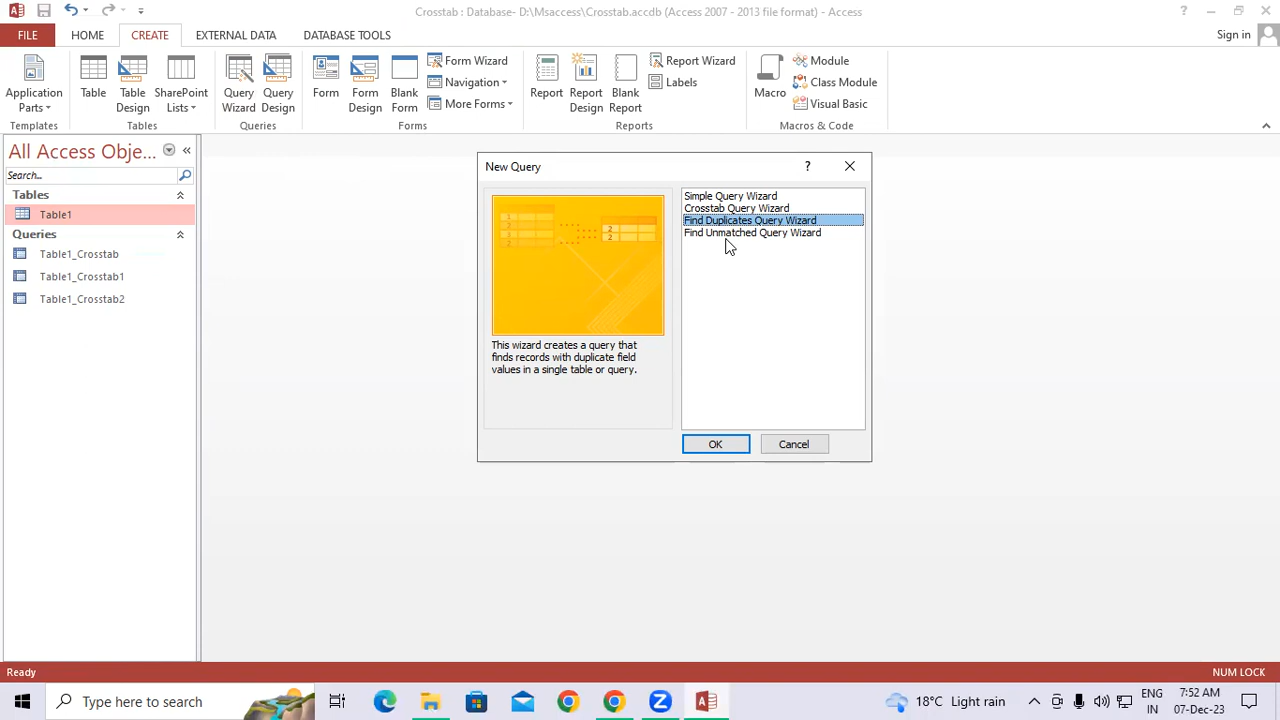 Crosstab : Database- D:\Msaccess\Crosstab.accdb (Access 2007 - 2013 file format) - Access
FILE HOME CREATE EXTERNAL DATA DATABASE TOOLS Sign in
Application Parts
Table
Table Design
SharePoint Lists
Query Wizard
Query Design
Form
Form Design
Blank Form
Form Wizard
Navigation
More Forms
Report
Report Design
Blank Report
Report Wizard
Labels
Macro
Module
Class Module
Visual Basic
Templates Tables Queries Forms Reports Macros & Code
All Access Obje...
Search...
Tables
Table1
Queries
Table1_Crosstab
Table1_Crosstab1
Table1_Crosstab2
New Query ?
Simple Query Wizard
Crosstab Query Wizard
Find Duplicates Query Wizard
Find Unmatched Query Wizard
1
2
3
2
2
2
This wizard creates a query that
finds records with duplicate field
values in a single table or query.
OK Cancel
Ready NUM LOCK
Type here to search
18°C Light rain
ENG
IN
7:52 AM
07-Dec-23